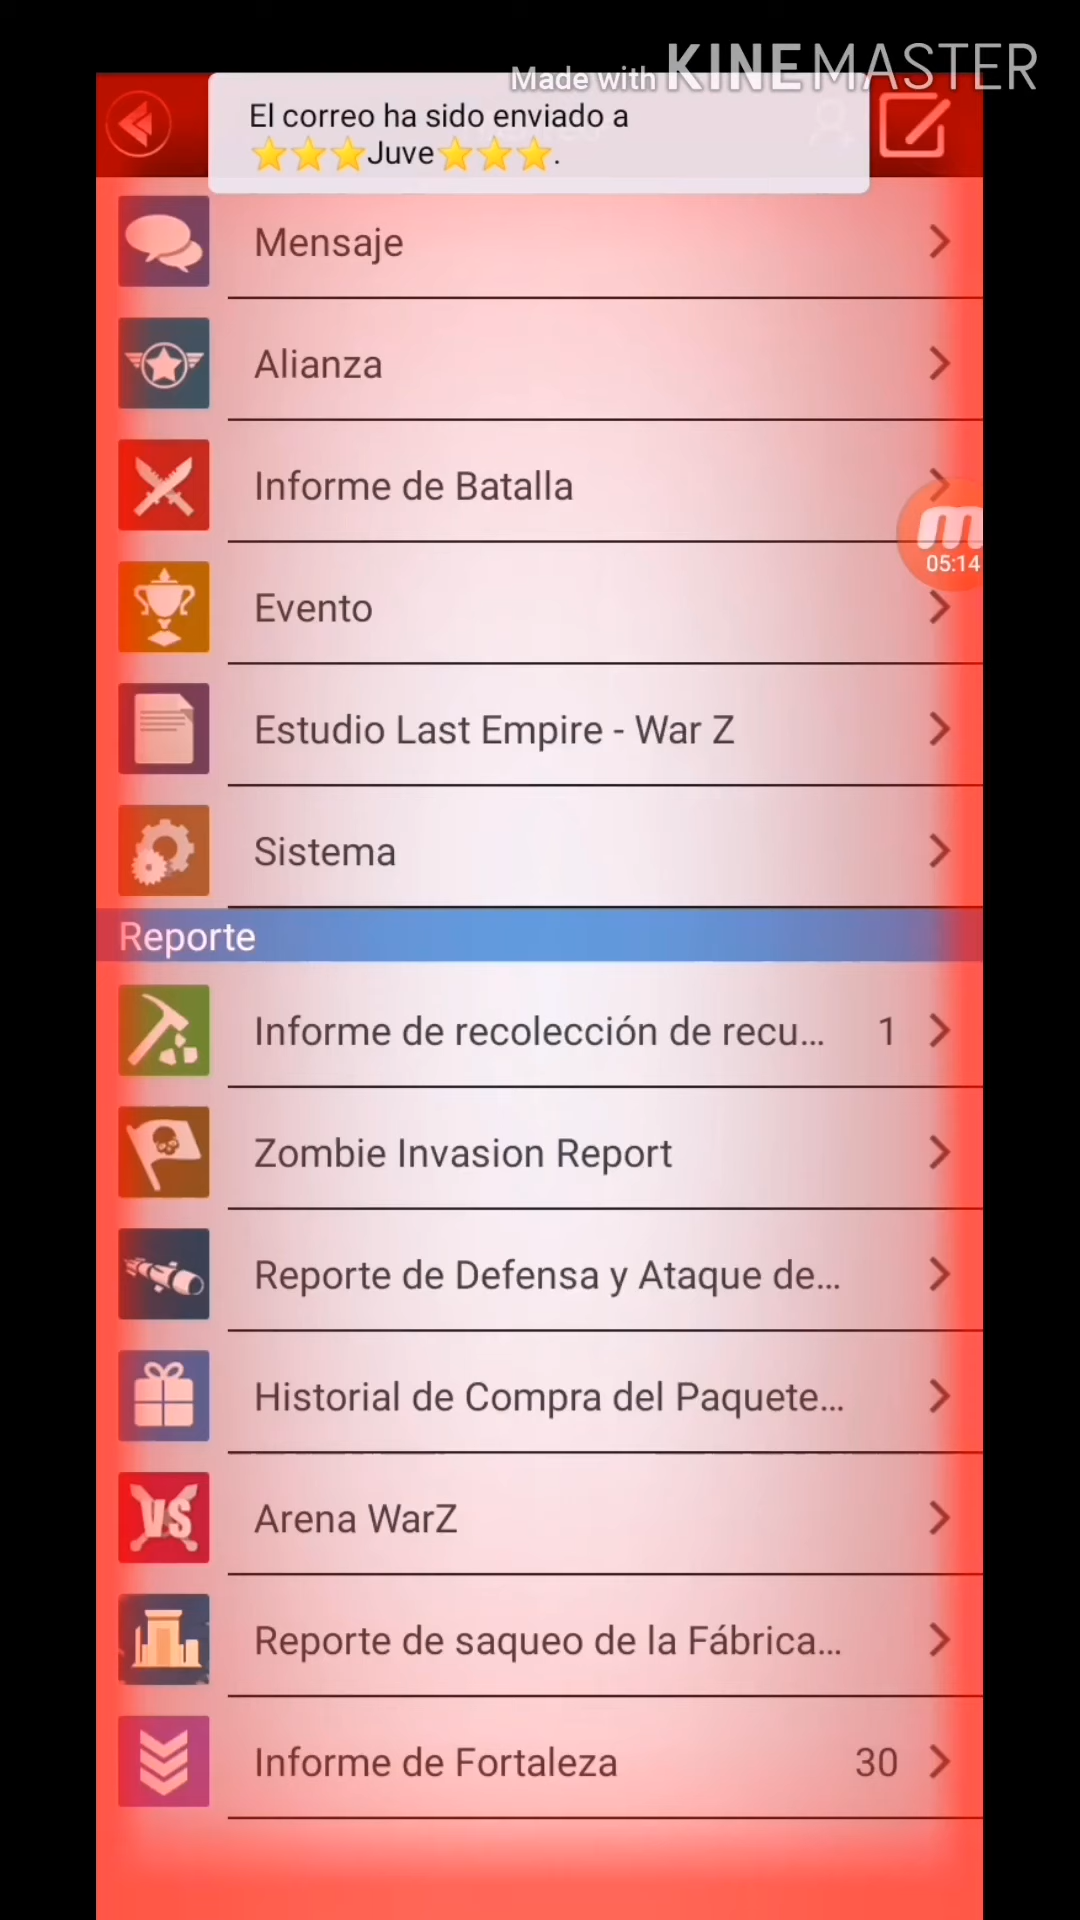 Made with KINEMASTER
El correo ha sido enviado a
⭐⭐⭐Juve⭐⭐⭐.
Mensaje
Alianza
Informe de Batalla
05:14
Evento
Estudio Last Empire - War Z
Sistema
Reporte
Informe de recolección de recu... 1
Zombie Invasion Report
Reporte de Defensa y Ataque de...
Historial de Compra del Paquete...
VS
Arena WarZ
Reporte de saqueo de la Fábrica...
Informe de Fortaleza 30